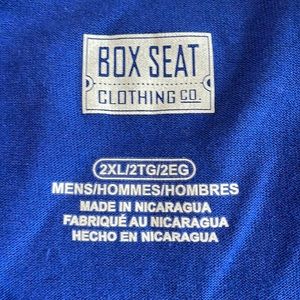 BOX SEAT
CLOTHING CO.
2XL/2TG/2EG
MENS/HOMMES/HOMBRES
MADE IN NICARAGUA
FABRIQUÉ AU NICARAGUA
HECHO EN NICARAGUA